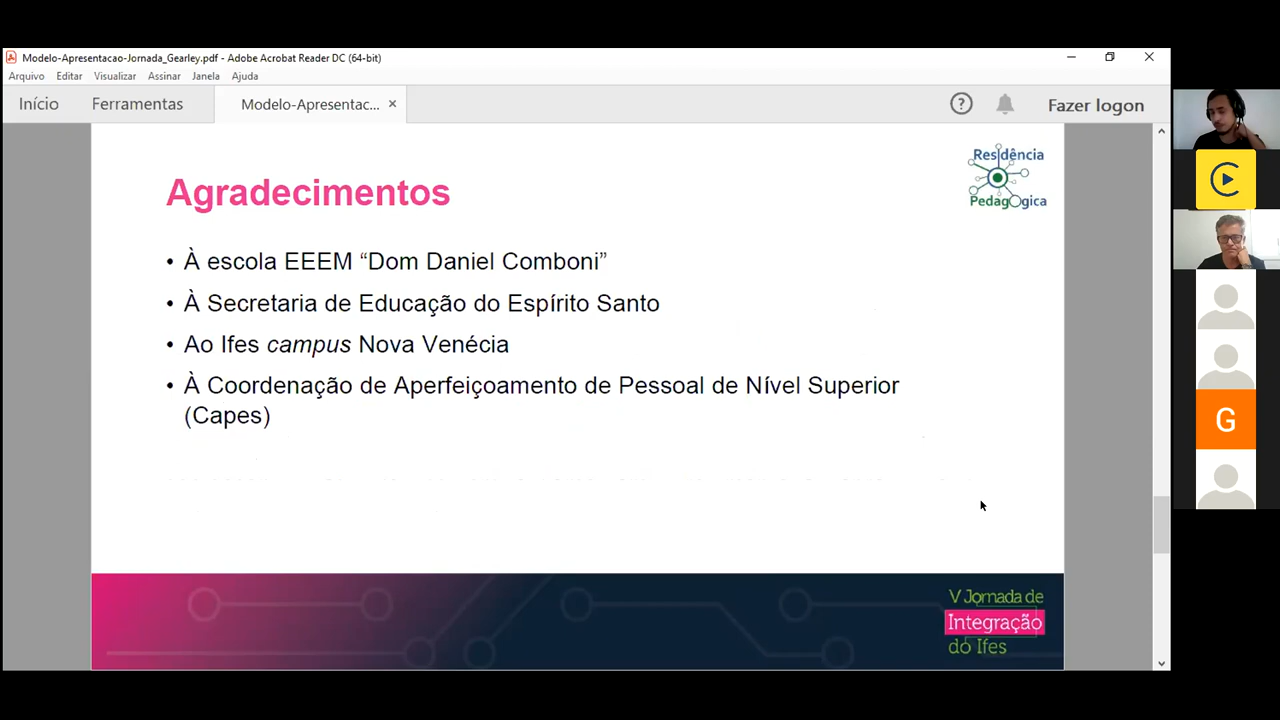 Modelo-Apresentacao-Jornada_Gearley.pdf - Adobe Acrobat Reader DC (64-bit)
Arquivo Editar Visualizar Assinar Janela Ajuda
Início Ferramentas Modelo-Apresentac... × ? Fazer logon
Residência
Pedagógica
Agradecimentos
• À escola EEEM “Dom Daniel Comboni”
• À Secretaria de Educação do Espírito Santo
• Ao Ifes campus Nova Venécia
• À Coordenação de Aperfeiçoamento de Pessoal de Nível Superior
(Capes)
V Jornada de
Integração
do Ifes
C
G